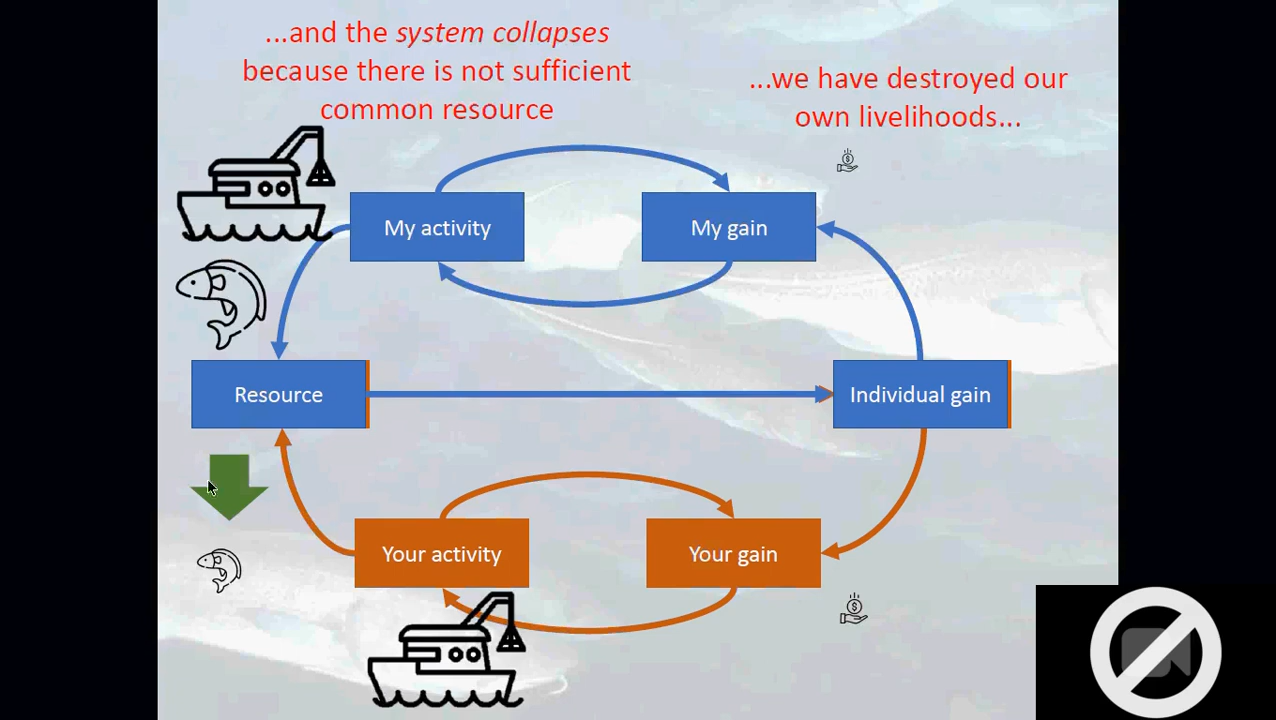 ...and the system collapses
because there is not sufficient
common resource
...we have destroyed our
own livelihoods...
My activity
My gain
Resource
Individual gain
Your activity
Your gain